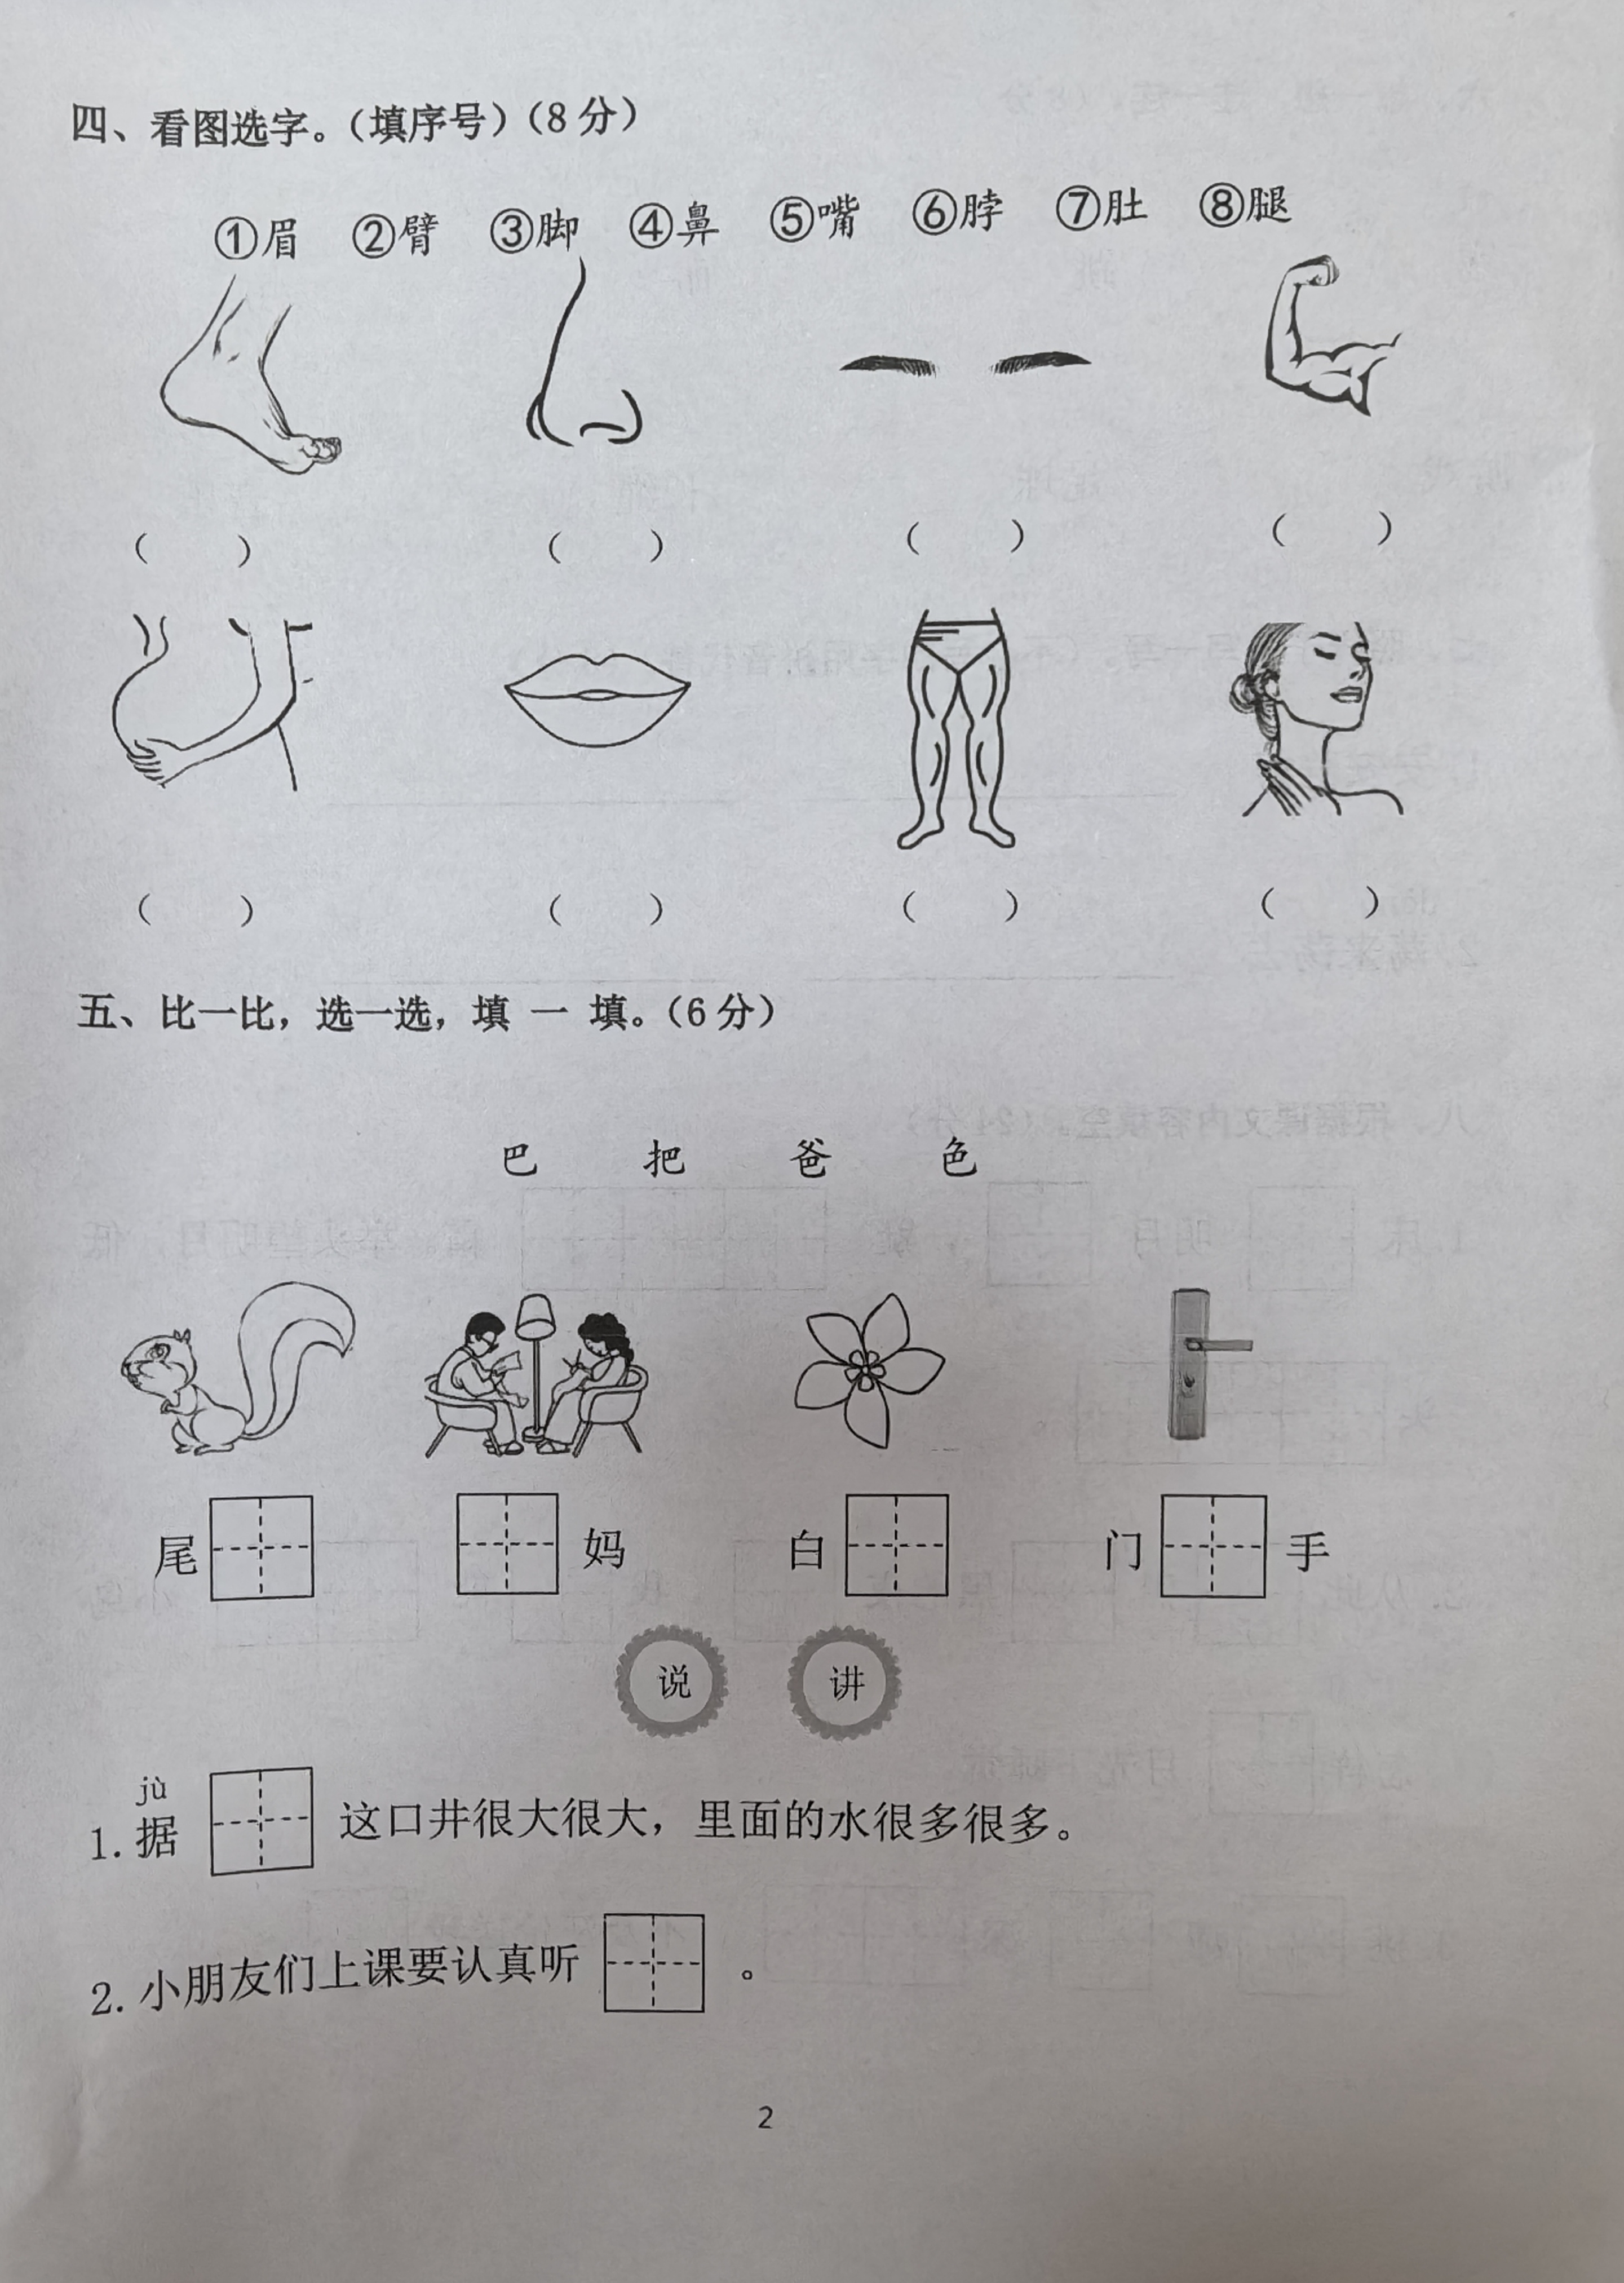 四、看图选字。（填序号）（8分）
①眉 ②臂 ③脚 ④鼻 ⑤嘴 ⑥脖 ⑦肚 ⑧腿
（ ） （ ） （ ） （ ）
（ ） （ ） （ ） （ ）
五、比一比，选一选，填 一 填。（6分）
巴 把 爸 色
尾 妈 白 门 手
说 讲
jù
1. 据 这口井很大很大，里面的水很多很多。
2. 小朋友们上课要认真听 。
2